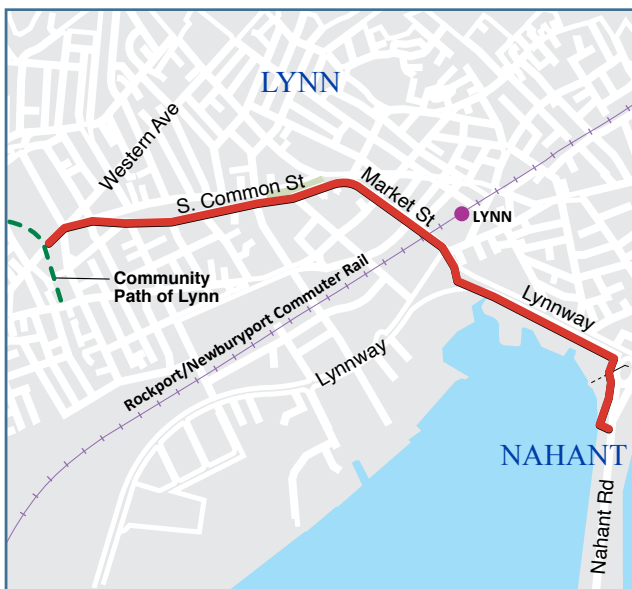 LYNN
Western Ave
S. Common St
Market St
LYNN
Community
Path of Lynn
Rockport/Newburyport Commuter Rail
Lynnway
Lynnway
NAHANT
Nahant Rd